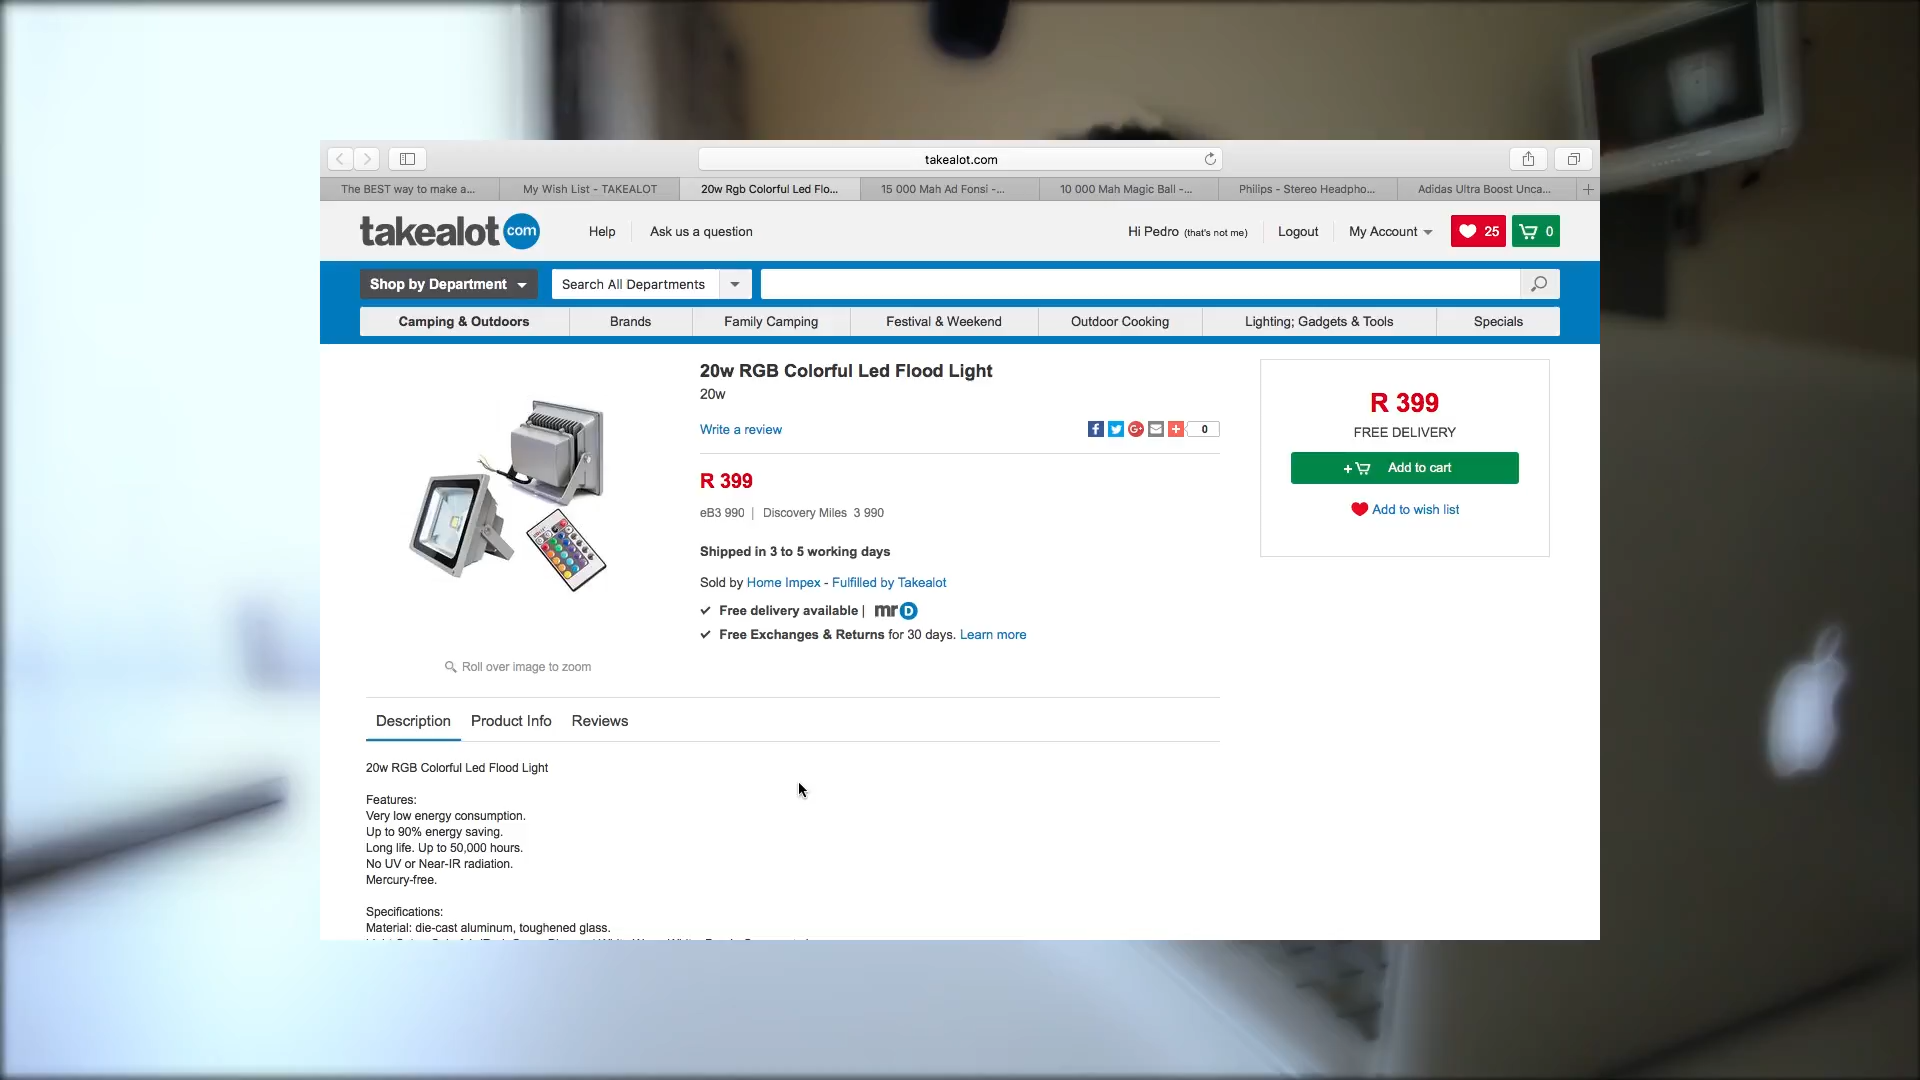 takealot.com
The BEST way to make a...
My Wish List - TAKEALOT
20w Rgb Colorful Led Flo...
15 000 Mah Ad Fonsi -...
10 000 Mah Magic Ball -...
Philips - Stereo Headpho...
Adidas Ultra Boost Unca...
takealot com
Help
Ask us a question
Hi Pedro (that's not me)
Logout
My Account
25
0
Shop by Department
Search All Departments
Camping & Outdoors
Brands
Family Camping
Festival & Weekend
Outdoor Cooking
Lighting; Gadgets & Tools
Specials
20w RGB Colorful Led Flood Light
20w
Write a review
0
R 399
eB3 990 | Discovery Miles 3 990
Shipped in 3 to 5 working days
Sold by Home Impex - Fulfilled by Takealot
Free delivery available | mr D
Free Exchanges & Returns for 30 days. Learn more
R 399
FREE DELIVERY
+ Add to cart
Add to wish list
Roll over image to zoom
Description
Product Info
Reviews
20w RGB Colorful Led Flood Light
Features:
Very low energy consumption.
Up to 90% energy saving.
Long life. Up to 50,000 hours.
No UV or Near-IR radiation.
Mercury-free.
Specifications:
Material: die-cast aluminum, toughened glass.